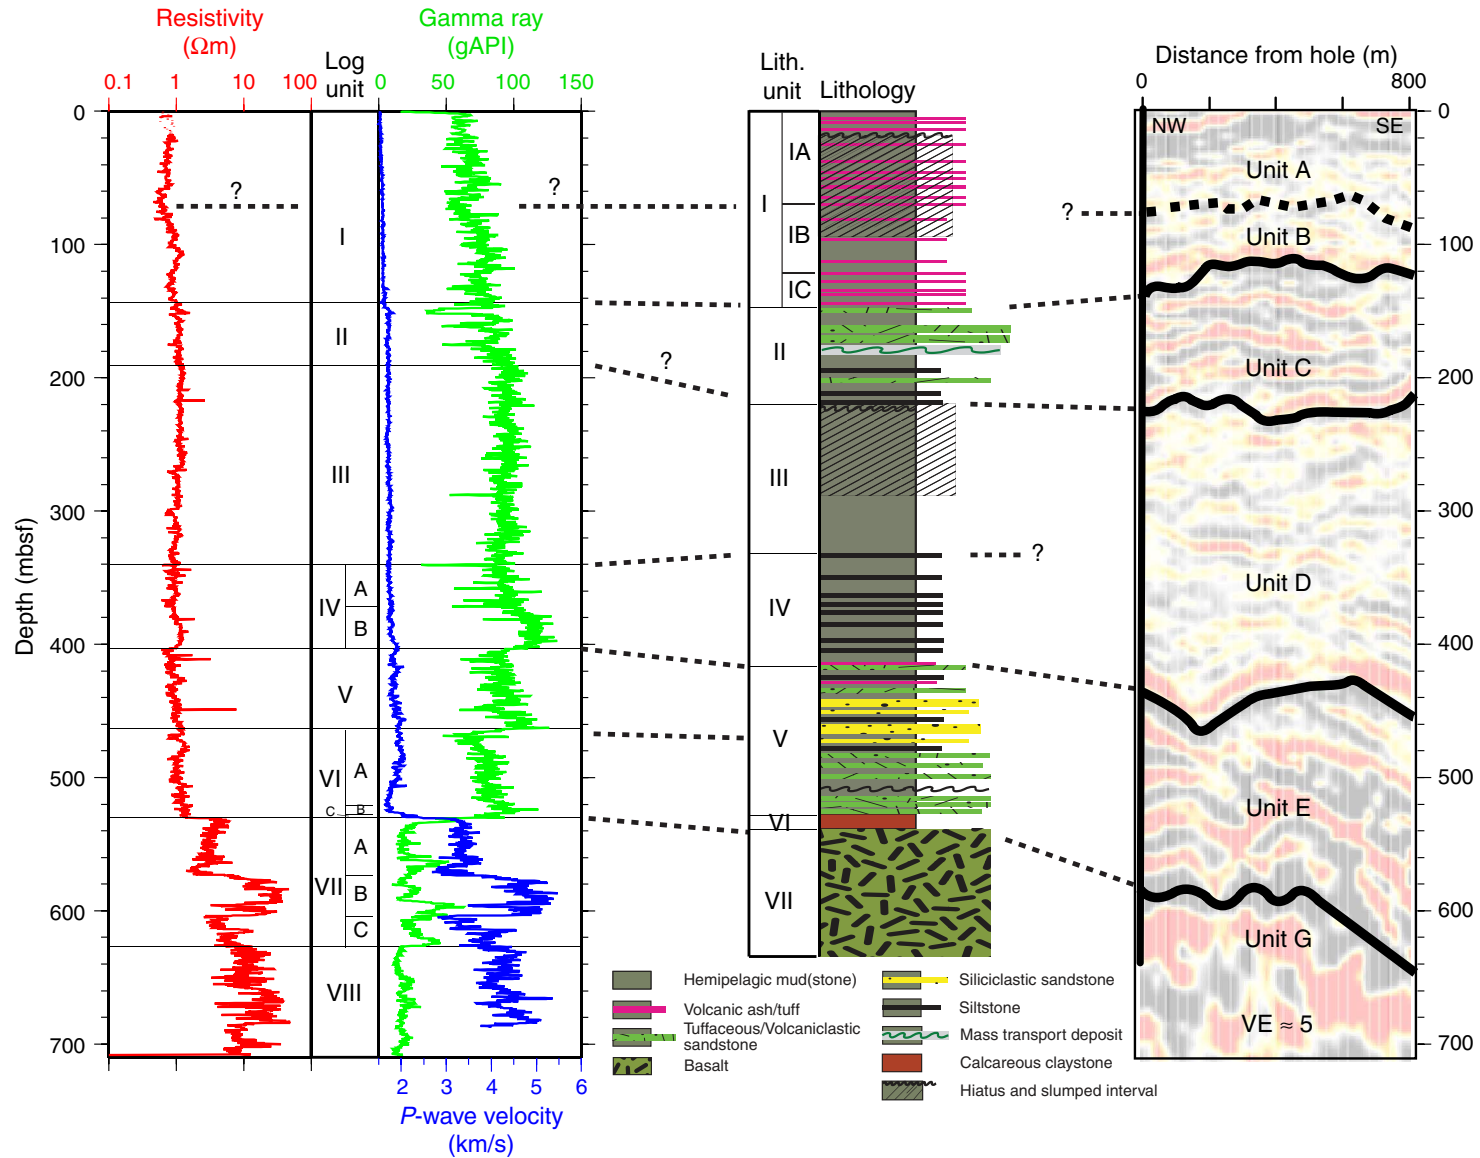 Resistivity
(Ωm)
0.1 1 10 100
Log
unit
Gamma ray
(gAPI)
0 50 100 150
Lith.
unit
Lithology
Distance from hole (m)
0 800
Depth (mbsf)
0
100
200
300
400
500
600
700
?
?
?
I
II
III
IV
A
B
V
VI
A
B
C
VII
A
B
C
VIII
2 3 4 5 6
P-wave velocity
(km/s)
I
IA
IB
IC
II
III
IV
V
VI
VII
?
?
NW
SE
Unit A
Unit B
Unit C
Unit D
Unit E
Unit G
VE ≈ 5
0
100
200
300
400
500
600
700
Hemipelagic mud(stone)
Volcanic ash/tuff
Tuffaceous/Volcaniclastic
sandstone
Basalt
Siliciclastic sandstone
Siltstone
Mass transport deposit
Calcareous claystone
Hiatus and slumped interval